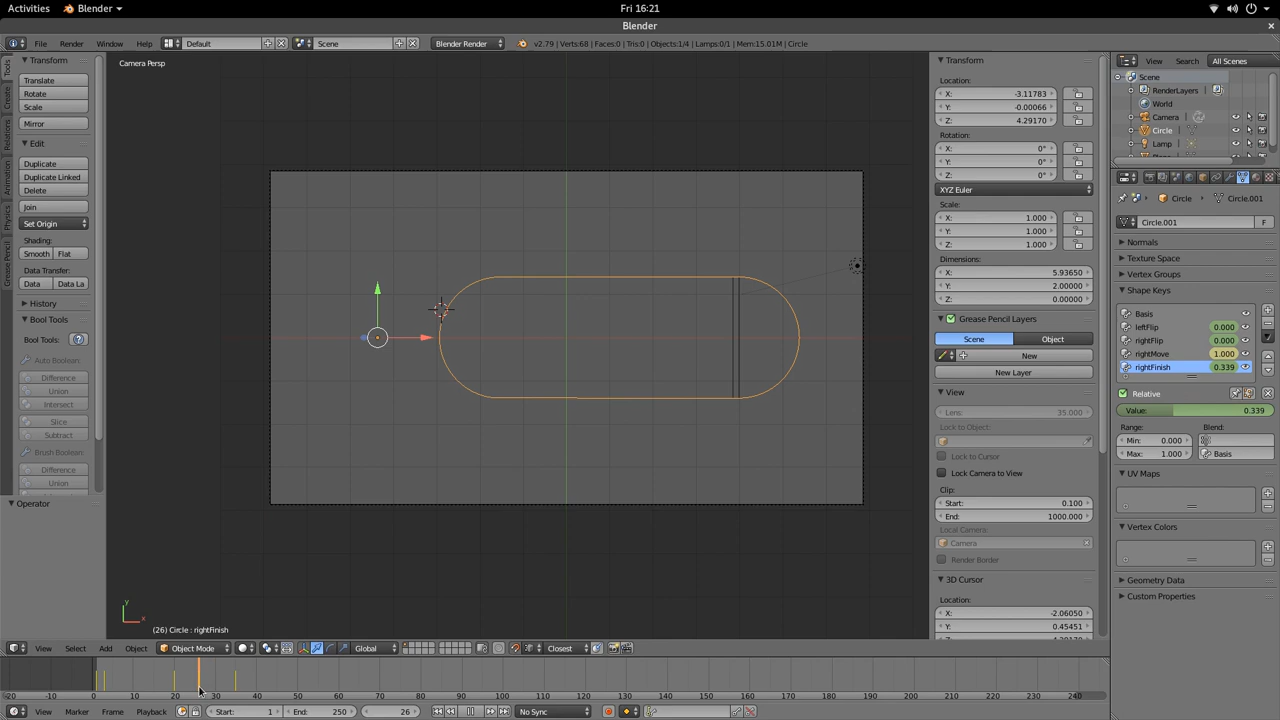 Activities Blender Fri 16:21
Blender
File Render Window Help Default Scene Blender Render v2.79 | Verts:68 | Faces:0 | Tris:0 | Objects:1/4 | Lamps:0/1 | Mem:15.01M | Circle
Tools
Create
Relations
Animation
Physics
Grease Pencil
Transform
Translate
Rotate
Scale
Mirror
Edit
Duplicate
Duplicate Linked
Delete
Join
Set Origin
Shading:
Smooth Flat
Data Transfer:
Data Data La
History
Bool Tools
Bool Tools:
Auto Boolean:
Difference
Union
Intersect
Slice
Subtract
Brush Boolean:
Difference
Union
Operator
Camera Persp
y
x
(26) Circle : rightFinish
Transform
Location:
X: -3.11783
Y: -0.00066
Z: 4.29170
Rotation:
X: 0°
Y: 0°
Z: 0°
XYZ Euler
Scale:
X: 1.000
Y: 1.000
Z: 1.000
Dimensions:
X: 5.93650
Y: 2.00000
Z: 0.00000
Grease Pencil Layers
Scene Object
New
New Layer
View
Lens: 35.000
Lock to Object:
Lock to Cursor
Lock Camera to View
Clip:
Start: 0.100
End: 1000.000
Local Camera:
Camera
Render Border
3D Cursor
Location:
X: -2.06050
Y: 0.45451
View Search All Scenes
Scene
RenderLayers
World
Camera
Circle
Lamp
Circle Circle.001
Circle.001 F
Normals
Texture Space
Vertex Groups
Shape Keys
Basis
leftFlip 0.000
rightFlip 0.000
rightMove 1.000
rightFinish 0.339
Relative
Value: 0.339
Range: Blend:
Min: 0.000
Max: 1.000 Basis
UV Maps
Vertex Colors
Geometry Data
Custom Properties
View Select Add Object Object Mode Global Closest
-20 -10 0 10 20 30 40 50 60 70 80 90 100 110 120 130 140 150 160 170 180 190 200 210 220 230 240
View Marker Frame Playback Start: 1 End: 250 26 No Sync